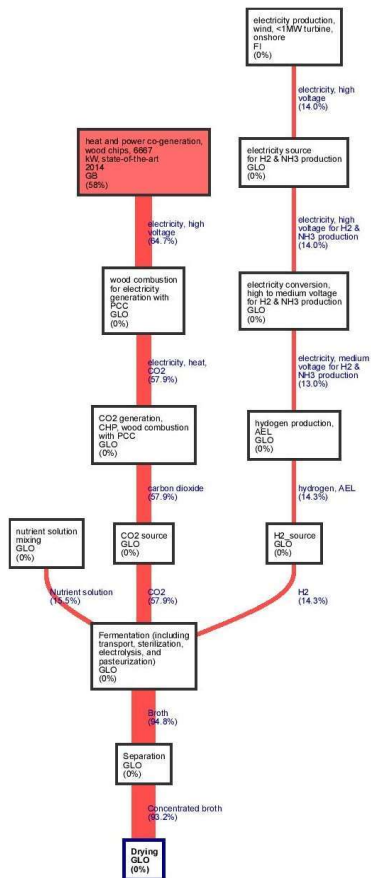 electricity production,
wind, <1MW turbine,
onshore
FI
(0%)
electricity, high
voltage
(14.0%)
heat and power co-generation,
wood chips, 6667
kW, state-of-the-art
2014
GB
(58%)
electricity source
for H2 & NH3 production
GLO
(0%)
electricity, high
voltage
(64.7%)
electricity, high
voltage for H2 &
NH3 production
(14.0%)
wood combustion
for electricity
generation with
PCC
GLO
(0%)
electricity conversion,
high to medium voltage
for H2 & NH3 production
GLO
(0%)
electricity, heat,
CO2
(57.9%)
electricity, medium
voltage for H2 &
NH3 production
(13.0%)
CO2 generation,
CHP, wood combustion
with PCC
GLO
(0%)
hydrogen production,
AEL
GLO
(0%)
carbon dioxide
(57.9%)
hydrogen, AEL
(14.3%)
nutrient solution
mixing
GLO
(0%)
CO2 source
GLO
(0%)
H2_source
GLO
(0%)
Nutrient solution
(15.5%)
CO2
(57.9%)
H2
(14.3%)
Fermentation (including
transport, sterilization,
electrolysis, and
pasteurization)
GLO
(0%)
Broth
(94.8%)
Separation
GLO
(0%)
Concentrated broth
(93.2%)
Drying
GLO
(0%)